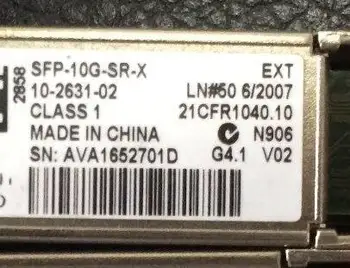 SFP-10G-SR-X EXT
10-2631-02 LN#50 6/2007
CLASS 1 21CFR1040.10
MADE IN CHINA N906
SN: AVA1652701D G4.1 V02
2858